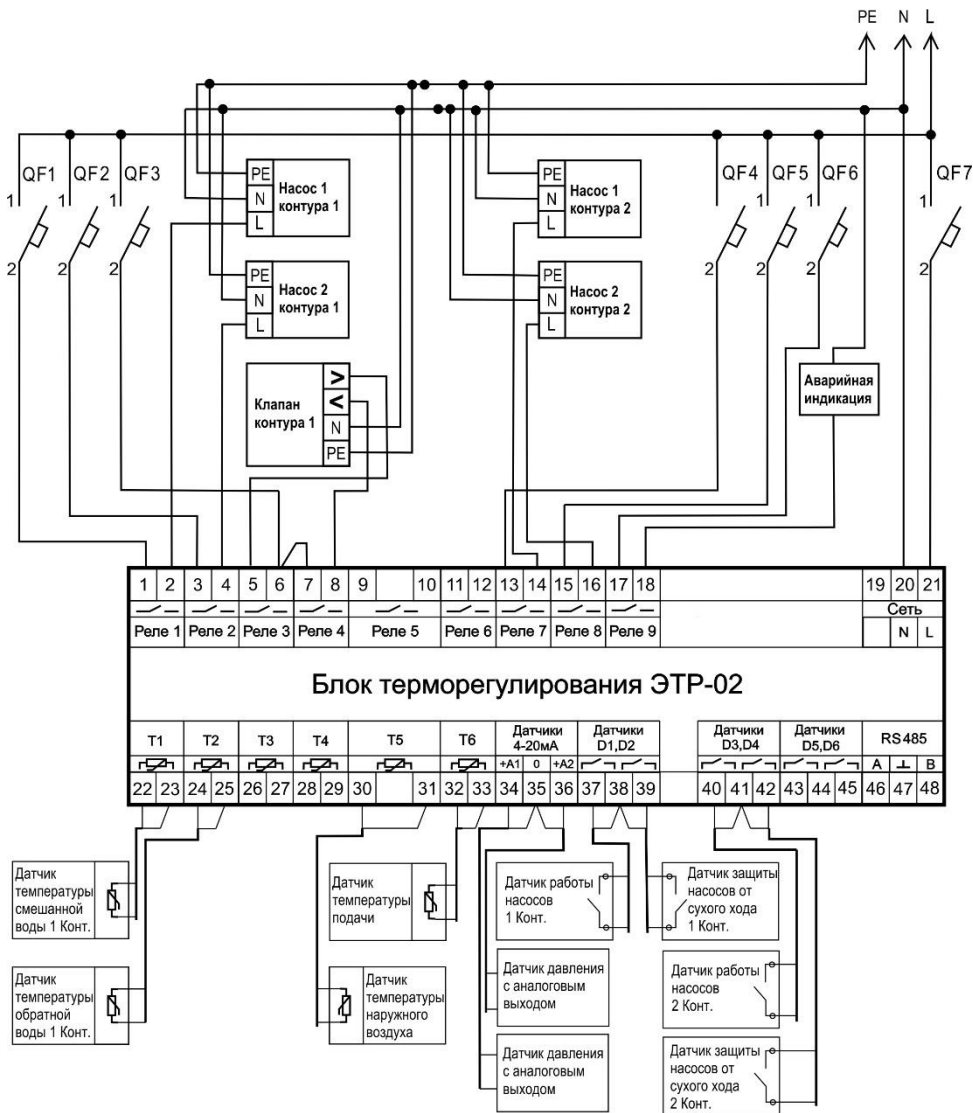 PE N L
QF1 QF2 QF3 QF4 QF5 QF6 QF7
1 1 1 1 1 1 1
2 2 2 2 2 2 2
PE
N
L
Насос 1
контура 1
PE
N
L
Насос 1
контура 2
PE
N
L
Насос 2
контура 1
PE
N
L
Насос 2
контура 2
Клапан
контура 1
>
<
N
PE
Аварийная
индикация
1 2 3 4 5 6 7 8 9 10 11 12 13 14 15 16 17 18 19 20 21
Сеть
Реле 1 Реле 2 Реле 3 Реле 4 Реле 5 Реле 6 Реле 7 Реле 8 Реле 9 N L
Блок терморегулирования ЭТР-02
T1 T2 T3 T4 T5 T6
Датчики
4-20мА
Датчики
D1,D2
Датчики
D3,D4
Датчики
D5,D6
RS485
+A1 0 +A2 A ⊥ B
22 23 24 25 26 27 28 29 30 31 32 33 34 35 36 37 38 39 40 41 42 43 44 45 46 47 48
Датчик
температуры
смешанной
воды 1 Конт.
Датчик
температуры
подачи
Датчик работы
насосов
1 Конт.
Датчик защиты
насосов от
сухого хода
1 Конт.
Датчик
температуры
обратной
воды 1 Конт.
Датчик
температуры
наружного
воздуха
Датчик давления
с аналоговым
выходом
Датчик работы
насосов
2 Конт.
Датчик давления
с аналоговым
выходом
Датчик защиты
насосов от
сухого хода
2 Конт.